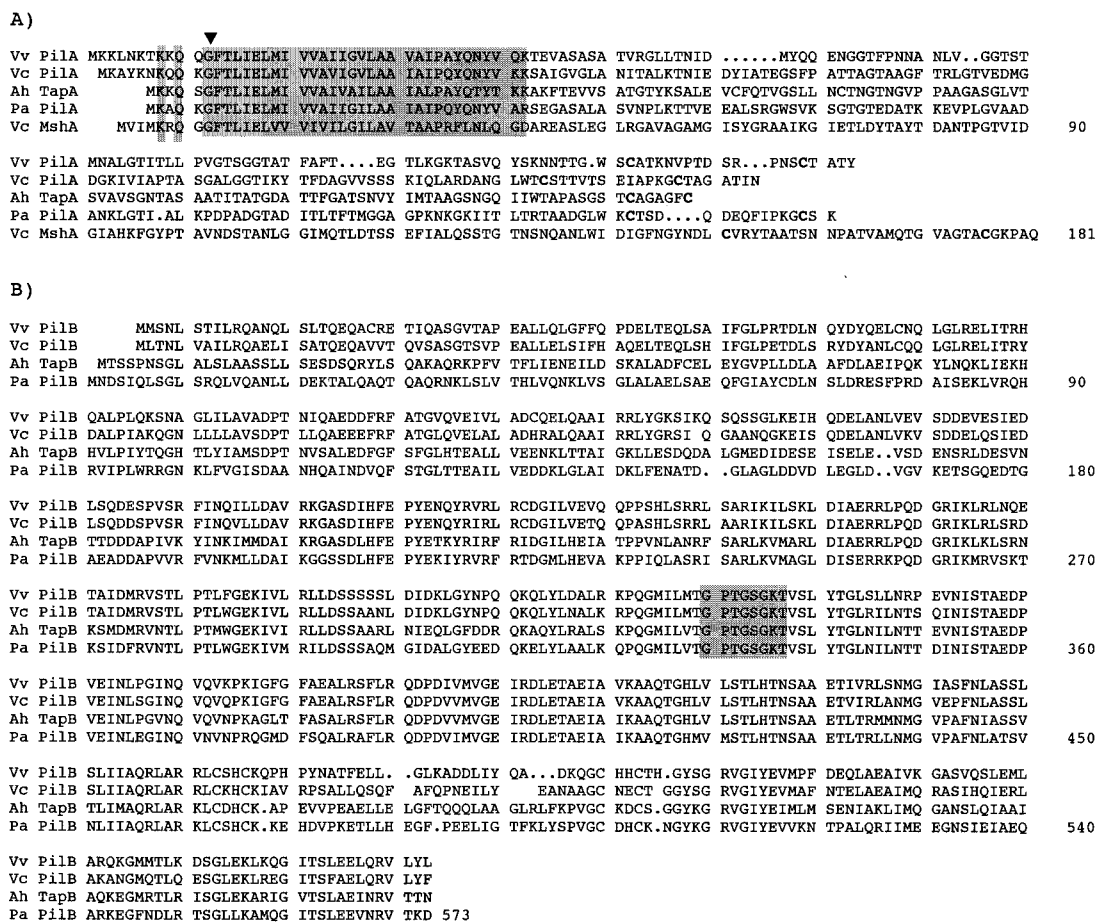 A)
▼
Vv PilA MKKLNKTKKQ QGFTLIELMI VVAIIGVLAA VAIPAYQNYV QKTEVASASA TVRGLLTNID ......MYQQ ENGGTFPNNA NLV..GGTST
Vc PilA MKAYKNKQQK GFTLIELMI VVAVIGVLAA IAIPQYQNYV KKSAIGVGLA NITALKTNIE DYIATEGSFP ATTAGTAAGF TRLGTVEDMG
Ah TapA MKKQSGFTLIELMI VVAIVAILAA IALPAYQTYT KKAKFTEVVS ATGTYKSALE VCFQTVGSLL NCTNGTNGVP PAAGASGLVT
Pa PilA MKAQKGFTLIELMI VVAIIGILAA IAIPQYQNYV ARSEGASALA SVNPLKTTVE EALSRGWSVK SGTGTEDATK KEVPLGVAAD
Vc MshA MVIMKRQG GFTLIELVV VIVILGILAV TAAPRFLNLQ GDAREASLEG LRGAVAGAMG ISYGRAAIKG IETLDYTAYT DANTPGTVID 90
Vv PilA MNALGTITLL PVGTSGGTAT FAFT....EG TLKGKTASVQ YSKNNTTG.W SCATKNVPTD SR...PNSCT ATY
Vc PilA DGKIVIAPTA SGALGGTIKY TFDAGVVSSS KIQLARDANG LWTCSTTVTS EIAPKGCTAG ATIN
Ah TapA SVAVSGNTAS AATITATGDA TTFGATSNVY IMTAAGSNGQ IIWTAPASGS TCAGAGFC
Pa PilA ANKLGTI.AL KPDPADGTAD ITLTFTMGGA GPKNKGKIIT LTRTAADGLW KCTSD....Q DEQFIPKGCS K
Vc MshA GIAHKFGYPT AVNDSTANLG GIMQTLDTSS EFIALQSSTG TNSNQANLWI DIGFNGYNDL CVRYTAATSN NPATVAMQTG VAGTACGKPAQ 181
B)
Vv PilB MMSNL STILRQANQL SLTQEQACRE TIQASGVTAP EALLQLGFFQ PDELTEQLSA IFGLPRTDLN QYDYQELCNQ LGLRELITRH
Vc PilB MLTNL VAILRQAELI SATQEQAVVT QVSASGTSVP EALLELSIFH AQELTEQLSH IFGLPETDLS RYDYANLCQQ LGLRELITRY
Ah TapB MTSSPNSGL ALSLAASSLL SESDSQRYLS QAKAQRKPFV TFLIENEILD SKALADFCEL EYGVPLLDLA AFDLAEIPQK YLNQKLIEKH
Pa PilB MNDSIQLSGL SRQLVQANLL DEKTALQAQT QAQRNKLSLV THLVQNKLVS GLALAELSAE QFGIAYCDLN SLDRESFPRD AISEKLVRQH 90
Vv PilB QALPLQKSNA GLILAVADPT NIQAEDDFRF ATGVQVEIVL ADCQELQAAI RRLYGKSIKQ SQSSGLKEIH QDELANLVEV SDDEVESIED
Vc PilB DALPIAKQGN LLLLAVSDPT LLQAEEEFRF ATGLQVELAL ADHRALQAAI RRLYGRSI Q GAANQGKEIS QDELANLVKV SDDELQSIED
Ah TapB HVLPIYTQGH TLYIAMSDPT NVSALEDFGF SFGLHTEALL VEENKLTTAI GKLLESDQDA LGMEDIDESE ISELE..VSD ENSRLDESVN
Pa PilB RVIPLWRRGN KLFVGISDAA NHQAINDVQF STGLTTEAIL VEDDKLGLAI DKLFENATD. .GLAGLDDVD LEGLD..VGV KETSGQEDTG 180
Vv PilB LSQDESPVSR FINQILLDAV RKGASDIHFE PYENQYRVRL RCDGILVEVQ QPPSHLSRRL SARIKILSKL DIAERRLPQD GRIKLRLNQE
Vc PilB LSQDDSPVSR FINQVLLDAV RKGASDIHFE PYENQYRIRL RCDGILVETQ QPASHLSRRL AARIKILSKL DIAERRLPQD GRIKLRLSRD
Ah TapB TTDDDAPIVK YINKIMMDAI KRGASDLHFE PYETKYRIRF RIDGILHEIA TPPVNLANRF SARLKVMARL DIAERRLPQD GRIKLKLSRN
Pa PilB AEADDAPVVR FVNKMLLDAI KGGSSDLHFE PYEKIYRVRF RTDGMLHEVA KPPIQLASRI SARLKVMAGL DISERRKPQD GRIKMRVSKT 270
Vv PilB TAIDMRVSTL PTLFGEKIVL RLLDSSSSSL DIDKLGYNPQ QKQLYLDALR KPQGMILMTG PTGSGKTVSL YTGLSLLNRP EVNISTAEDP
Vc PilB TAIDMRVSTL PTLWGEKIVL RLLDSSAANL DIDKLGYNPQ QKQLYLNALA KPQGMILMTG PTGSGKTVSL YTGLRILNTS QINISTAEDP
Ah TapB KSMDMRVNTL PTMWGEKIVI RLLDSSAARL NIEQLGFDDR QKAQYLRALS KPQGMILVTG PTGSGKTVSL YTGLNILNTT EVNISTAEDP
Pa PilB KSIDFRVNTL PTLWGEKIVM RILDSSSAQM GIDALGYEED QKELYLAALK QPQGMILVTG PTGSGKTVSL YTGLNILNTT DINISTAEDP 360
Vv PilB VEINLPGINQ VQVKPKIGFG FAEALRSFLR QDPDIVMVGE IRDLETAEIA VKAAQTGHLV LSTLHTNSAA ETIVRLSNMG IASFNLASSL
Vc PilB VEINLSGINQ VQVQPKIGFG FAEALRSFLR QDPDVVMVGE IRDLETAEIA VKAAQTGHLV LSTLHTNSAA ETVIRLANMG VEPFNLASSL
Ah TapB VEINLPGVNQ VQVNPKAGLT FASALRSFLR QDPDVVMVGE IRDLETAEIA IKAAQTGHLV LSTLHTNSAA ETLTRMMNMG VPAFNIASSV
Pa PilB VEINLEGINQ VNVNPRQGMD FSQALRAFLR QDPDVIMVGE IRDLETAEIA IKAAQTGHMV MSTLHTNSAA ETLTRLLNMG VPAFNLATSV 450
Vv PilB SLIIAQRLAR RLCSHCKQPH PYNATFELL. .GLKADDLIY QA...DKQGC HHCTH.GYSG RVGIYEVMPF DEQLAEAIVK GASVQSLEML
Vc PilB SLIIAQRLAR RLCKHCKIAV RPSALLQSQF AFQPNEILY EANAAGC NECT GGYSG RVGIYEVMAF NTELAEAIMQ RASIHQIERL
Ah TapB TLIMAQRLAR KLCDHCK.AP EVVPEAELLE LGFTQQQLAA GLRLFKPVGC KDCS.GGYKG RVGIYEIMLM SENIAKLIMQ GANSLQIAAI
Pa PilB NLIIAQRLAR KLCSHCK.KE HDVPKETLLH EGF.PEELIG TFKLYSPVGC DHCK.NGYKG RVGIYEVVKN TPALQRIIME EGNSIEIAEQ 540
Vv PilB ARQKGMMTLK DSGLEKLKQG ITSLEELQRV LYL
Vc PilB AKANGMQTLQ ESGLEKLREG ITSFAELQRV LYF
Ah TapB AQKEGMRTLR ISGLEKARIG VTSLAEINRV TTN
Pa PilB ARKEGFNDLR TSGLLKAMQG ITSLEEVNRV TKD 573